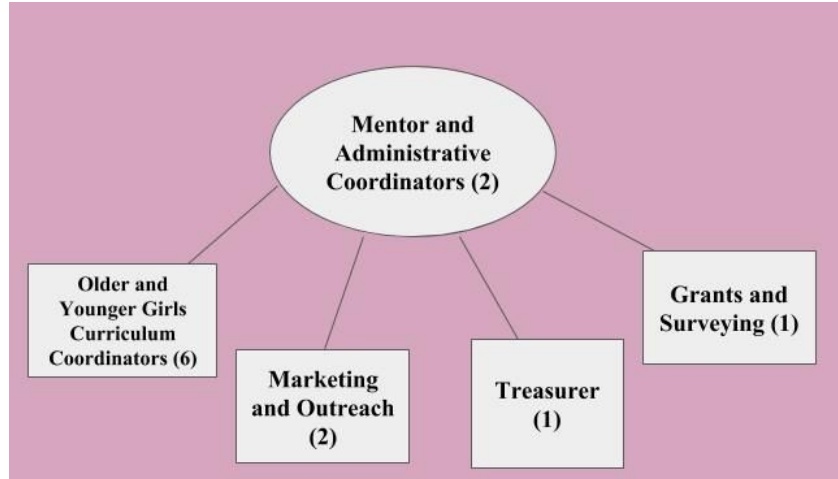 Mentor and
Administrative
Coordinators (2)
Older and
Younger Girls
Curriculum
Coordinators (6)
Marketing
and Outreach
(2)
Treasurer
(1)
Grants and
Surveying (1)